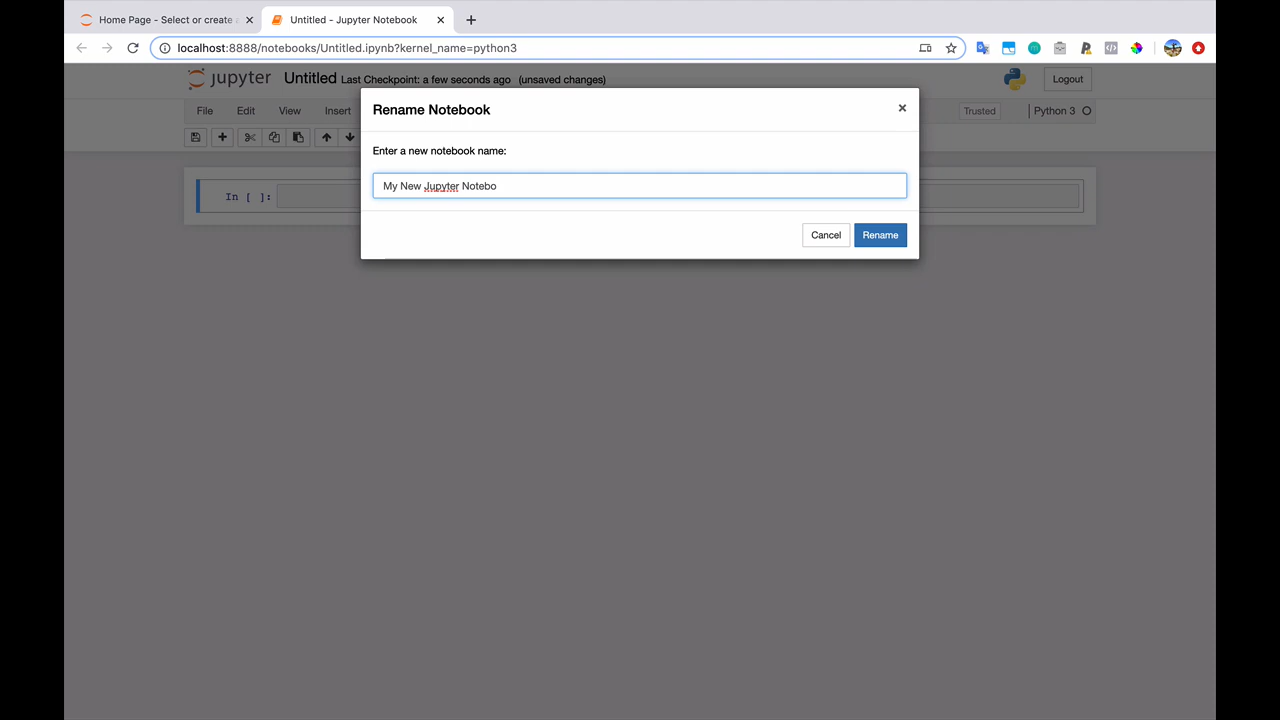 Home Page - Select or create a
Untitled - Jupyter Notebook
localhost:8888/notebooks/Untitled.ipynb?kernel_name=python3
jupyter Untitled Last Checkpoint: a few seconds ago (unsaved changes)
Logout
File Edit View Insert
Trusted
Python 3
Rename Notebook
Enter a new notebook name:
My New Jupyter Notebo
Cancel Rename
In [ ]: